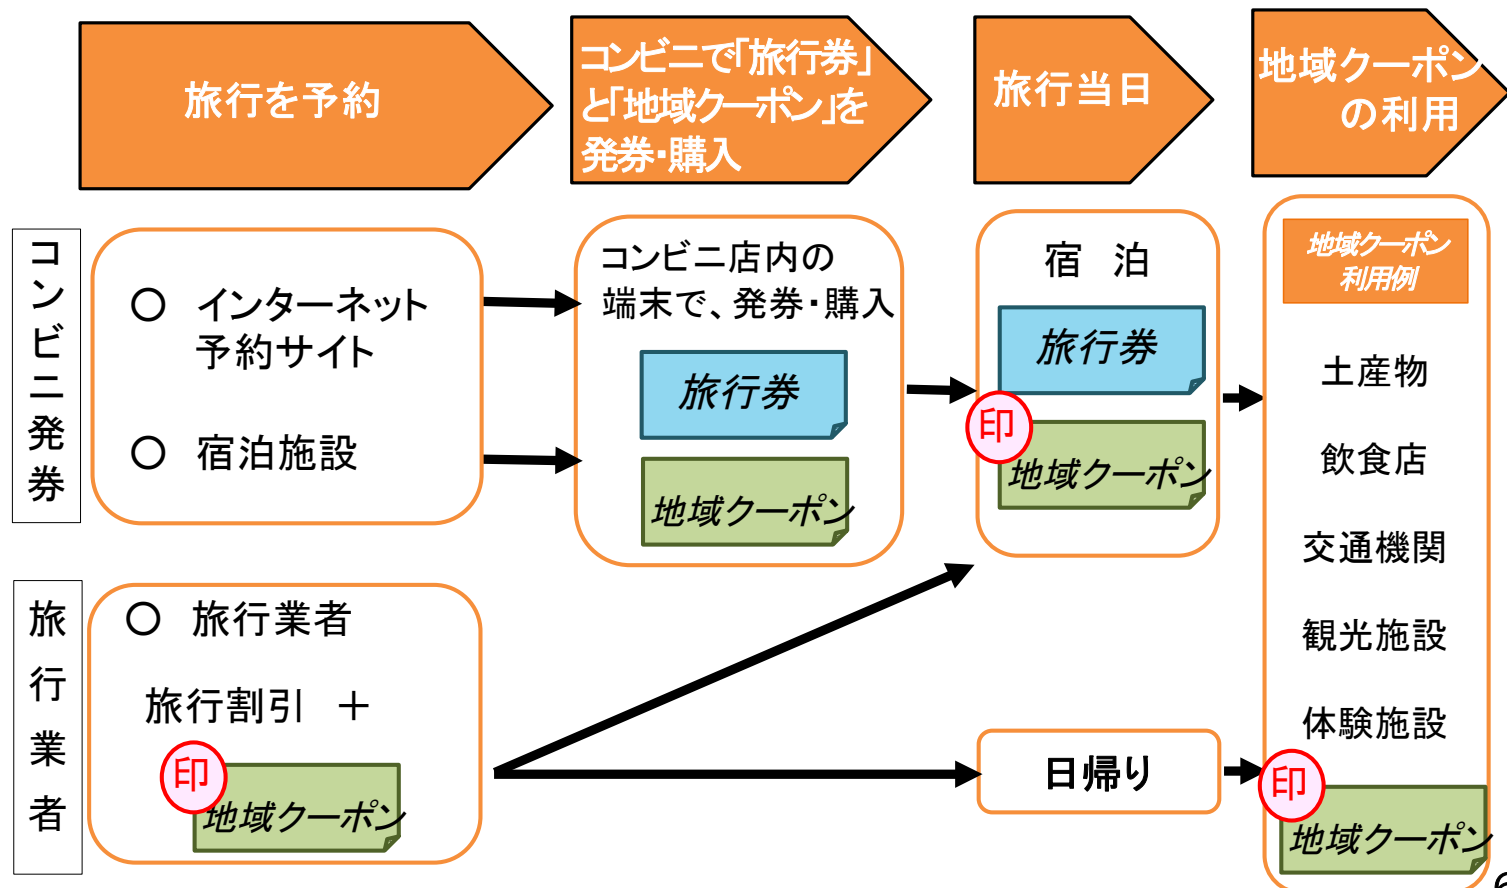 旅行を予約
コンビニで「旅行券」
と「地域クーポン」を
発券・購入
旅行当日
地域クーポン
の利用
コンビニ発券
○ インターネット
予約サイト
○ 宿泊施設
コンビニ店内の
端末で、発券・購入
旅行券
地域クーポン
宿 泊
旅行券
印
地域クーポン
地域クーポン
利用例
土産物
飲食店
交通機関
観光施設
体験施設
印
地域クーポン
旅行業者
○ 旅行業者
旅行割引 ＋
印
地域クーポン
日帰り